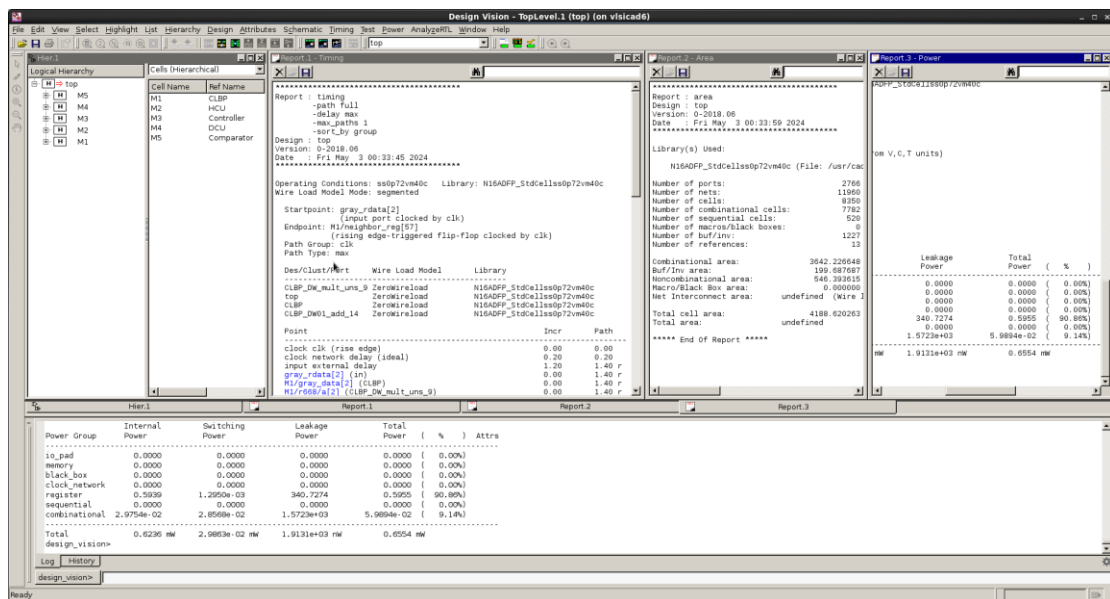 Design Vision - TopLevel.1 (top) (on vlsicad6)
File Edit View Select Highlight List Hierarchy Design Attributes Schematic Timing Test Power AnalyzeRTL Window Help
top
Hier.1
Logical Hierarchy
top
M5
M4
M3
M2
M1
Cells (Hierarchical)
Cell Name Ref Name
M1 CLBP
M2 HCU
M3 Controller
M4 DCU
M5 Comparator
Report.1 - Timing
****************************************
Report : timing
-path full
-delay max
-max_paths 1
-sort_by group
Design : top
Version: O-2018.06
Date : Fri May 3 00:33:45 2024
****************************************
Operating Conditions: ss0p72vm40c Library: N16ADFP_StdCellss0p72vm40c
Wire Load Model Mode: segmented
Startpoint: gray_rdata[2]
(input port clocked by clk)
Endpoint: M1/neighbor_reg[57]
(rising edge-triggered flip-flop clocked by clk)
Path Group: clk
Path Type: max
Des/Clust/Port Wire Load Model Library
CLBP_DW_mult_uns_9 ZeroWireload N16ADFP_StdCellss0p72vm40c
top ZeroWireload N16ADFP_StdCellss0p72vm40c
CLBP ZeroWireload N16ADFP_StdCellss0p72vm40c
CLBP_DW01_add_14 ZeroWireload N16ADFP_StdCellss0p72vm40c
Point Incr Path
clock clk (rise edge) 0.00 0.00
clock network delay (ideal) 0.20 0.20
input external delay 1.20 1.40 r
gray_rdata[2] (in) 0.00 1.40 r
M1/gray_data[2] (CLBP) 0.00 1.40 r
M1/r668/a[2] (CLBP_DW_mult_uns_9) 0.00 1.40 r
Report.2 - Area
****************************************
Report : area
Design : top
Version: O-2018.06
Date : Fri May 3 00:33:59 2024
****************************************
Library(s) Used:
N16ADFP_StdCellss0p72vm40c (File: /usr/cad
Number of ports: 2766
Number of nets: 11960
Number of cells: 8350
Number of combinational cells: 7782
Number of sequential cells: 520
Number of macros/black boxes: 0
Number of buf/inv: 1227
Number of references: 13
Combinational area: 3642.226648
Buf/Inv area: 199.687687
Noncombinational area: 546.393615
Macro/Black Box area: 0.000000
Net Interconnect area: undefined (Wire l
Total cell area: 4188.620263
Total area: undefined
***** End Of Report *****
Report.3 - Power
ADFP_StdCellss0p72vm40c
rom V,C,T units)
Leakage Total
Power Power ( % )
0.0000 0.0000 ( 0.00%)
0.0000 0.0000 ( 0.00%)
0.0000 0.0000 ( 0.00%)
0.0000 0.0000 ( 0.00%)
340.7274 0.5955 ( 90.86%)
0.0000 0.0000 ( 0.00%)
1.5723e+03 5.9894e-02 ( 9.14%)
mW 1.9131e+03 nW 0.6554 mW
Hier.1 Report.1 Report.2 Report.3
Internal Switching Leakage Total
Power Group Power Power Power Power ( % ) Attrs
io_pad 0.0000 0.0000 0.0000 0.0000 ( 0.00%)
memory 0.0000 0.0000 0.0000 0.0000 ( 0.00%)
black_box 0.0000 0.0000 0.0000 0.0000 ( 0.00%)
clock_network 0.0000 0.0000 0.0000 0.0000 ( 0.00%)
register 0.5939 1.2950e-03 340.7274 0.5955 ( 90.86%)
sequential 0.0000 0.0000 0.0000 0.0000 ( 0.00%)
combinational 2.9754e-02 2.8568e-02 1.5723e+03 5.9894e-02 ( 9.14%)
Total 0.6236 mW 2.9863e-02 mW 1.9131e+03 nW 0.6554 mW
design_vision>
Log History
design_vision>
Ready